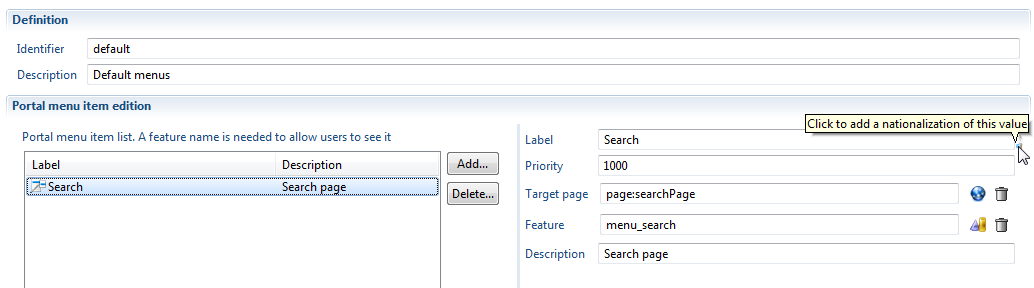 Definition
Identifier default
Description Default menus
Portal menu item edition
Portal menu item list. A feature name is needed to allow users to see it
Label Description
Search Search page
Add...
Delete...
Click to add a nationalization of this value
Label Search
Priority 1000
Target page page:searchPage
Feature menu_search
Description Search page